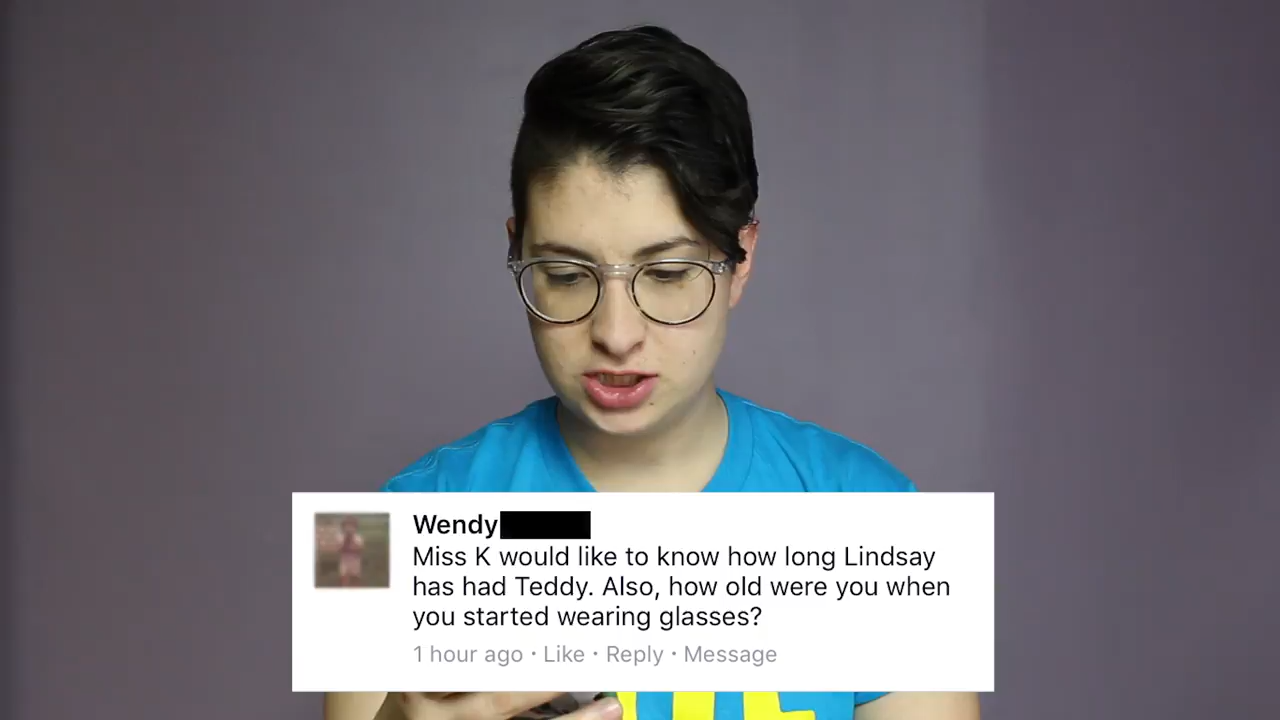 Wendy
Miss K would like to know how long Lindsay
has had Teddy. Also, how old were you when
you started wearing glasses?
1 hour ago · Like · Reply · Message